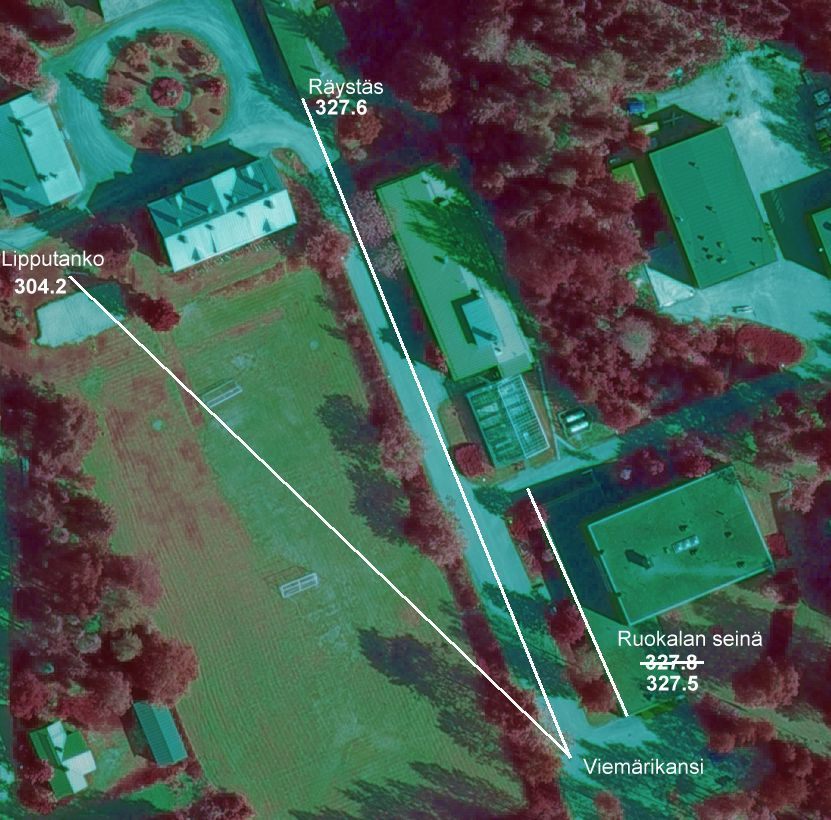 Räystäs
327.6
Lipputanko
304.2
Ruokalan seinä
327.8
327.5
Viemärikansi